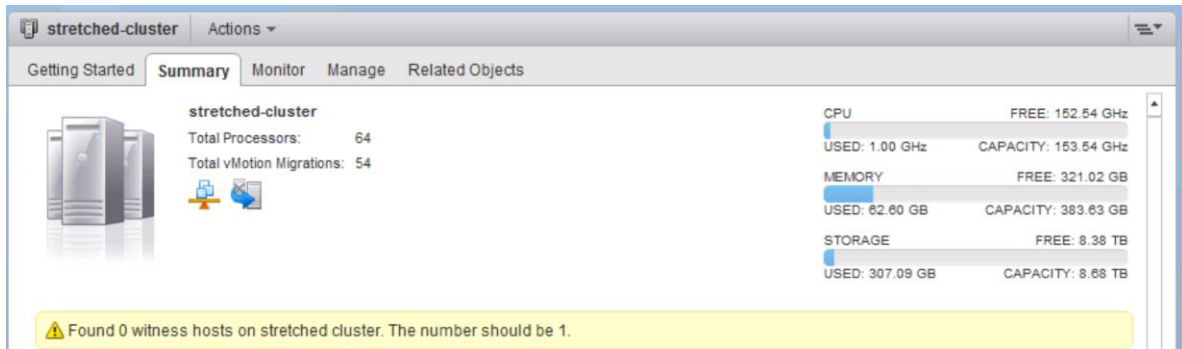 stretched-cluster Actions
Getting Started Summary Monitor Manage Related Objects
stretched-cluster
Total Processors: 64
Total vMotion Migrations: 54
CPU FREE: 152.54 GHz
USED: 1.00 GHz CAPACITY: 153.54 GHz
MEMORY FREE: 321.02 GB
USED: 62.60 GB CAPACITY: 383.63 GB
STORAGE FREE: 8.38 TB
USED: 307.09 GB CAPACITY: 8.68 TB
Found 0 witness hosts on stretched cluster. The number should be 1.